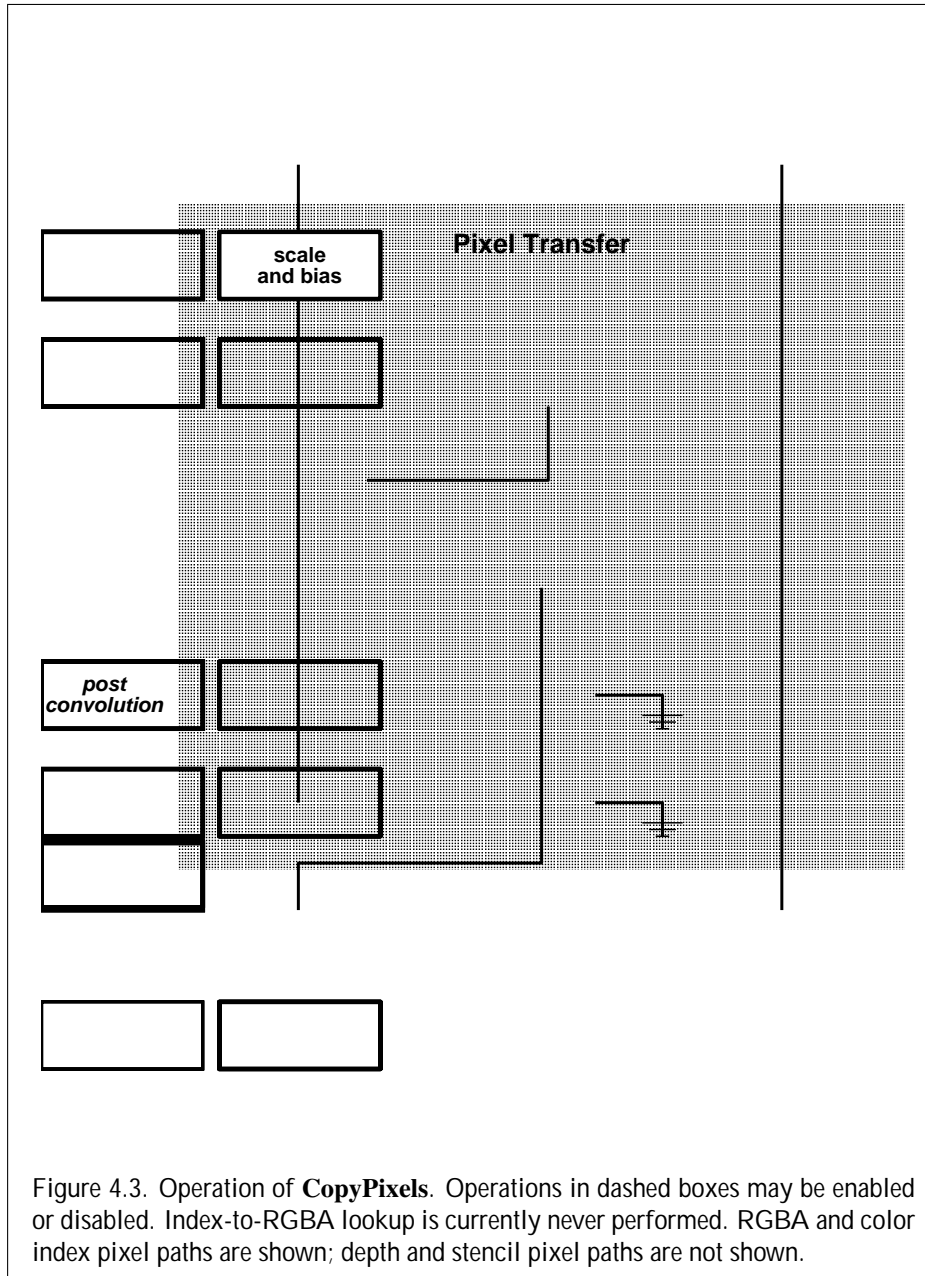 Pixel Transfer
scale
and bias
post
convolution
Figure 4.3. Operation of CopyPixels. Operations in dashed boxes may be enabled
or disabled. Index-to-RGBA lookup is currently never performed. RGBA and color
index pixel paths are shown; depth and stencil pixel paths are not shown.